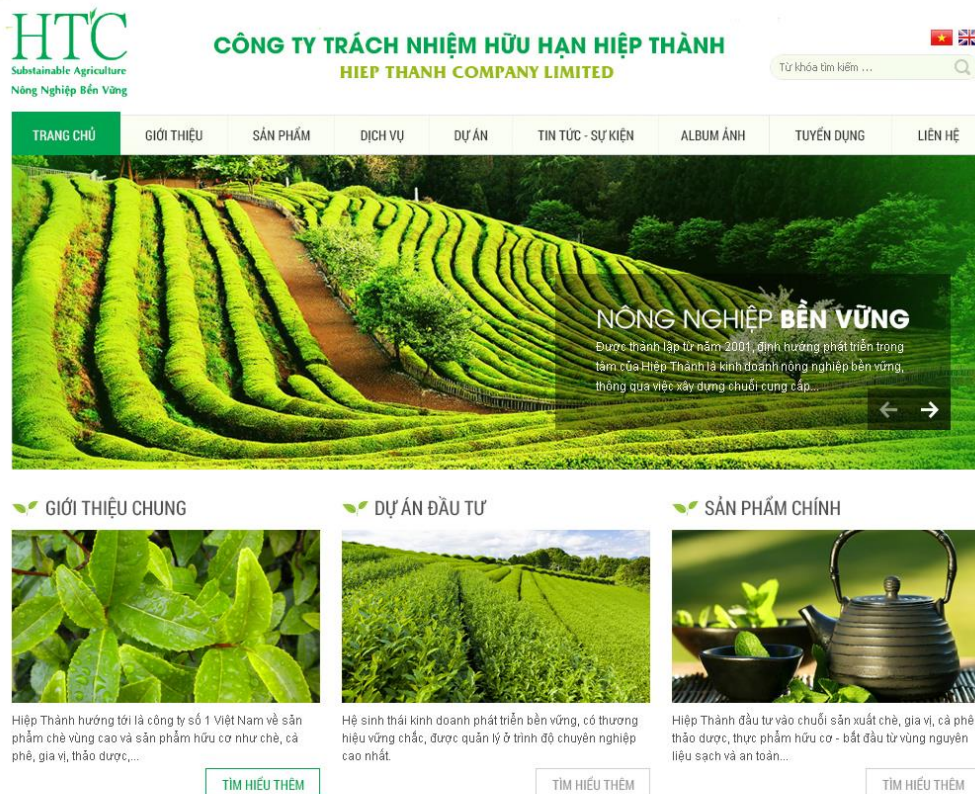 HTC
Substainable Agriculture
Nông Nghiệp Bền Vững
CÔNG TY TRÁCH NHIỆM HỮU HẠN HIỆP THÀNH
HIEP THANH COMPANY LIMITED
Từ khóa tìm kiếm ...
TRANG CHỦ
GIỚI THIỆU
SẢN PHẨM
DỊCH VỤ
DỰ ÁN
TIN TỨC - SỰ KIỆN
ALBUM ẢNH
TUYỂN DỤNG
LIÊN HỆ
NÔNG NGHIỆP BỀN VỮNG
Được thành lập từ năm 2001, định hướng phát triển trọng
tâm của Hiệp Thành là kinh doanh nông nghiệp bền vững,
thông qua việc xây dựng chuỗi cung cấp...
GIỚI THIỆU CHUNG
Hiệp Thành hướng tới là công ty số 1 Việt Nam về sản
phẩm chè vùng cao và sản phẩm hữu cơ như chè, cà
phê, gia vị, thảo dược,...
TÌM HIỂU THÊM
DỰ ÁN ĐẦU TƯ
Hệ sinh thái kinh doanh phát triển bền vững, có thương
hiệu vững chắc, được quản lý ở trình độ chuyên nghiệp
cao nhất.
TÌM HIỂU THÊM
SẢN PHẨM CHÍNH
Hiệp Thành đầu tư vào chuỗi sản xuất chè, gia vị, cà phê
thảo dược, thực phẩm hữu cơ - bắt đầu từ vùng nguyên
liệu sạch và an toàn...
TÌM HIỂU THÊM